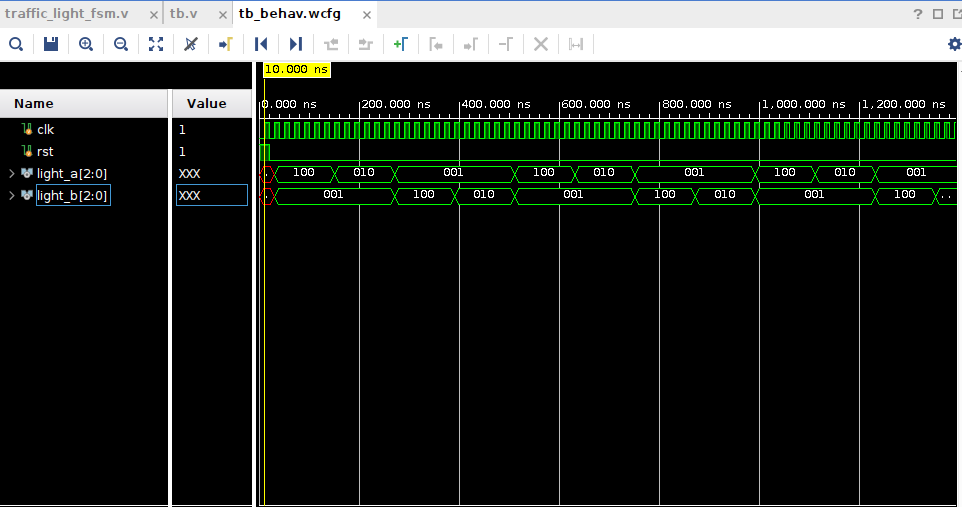 traffic_light_fsm.v × tb.v × tb_behav.wcfg × ?
10.000 ns
Name Value
0.000 ns 200.000 ns 400.000 ns 600.000 ns 800.000 ns 1,000.000 ns 1,200.000 ns
clk 1
rst 1
light_a[2:0] XXX . 100 010 001 100 010 001 100 010 001
light_b[2:0] XXX . 001 100 010 001 100 010 001 100 ..